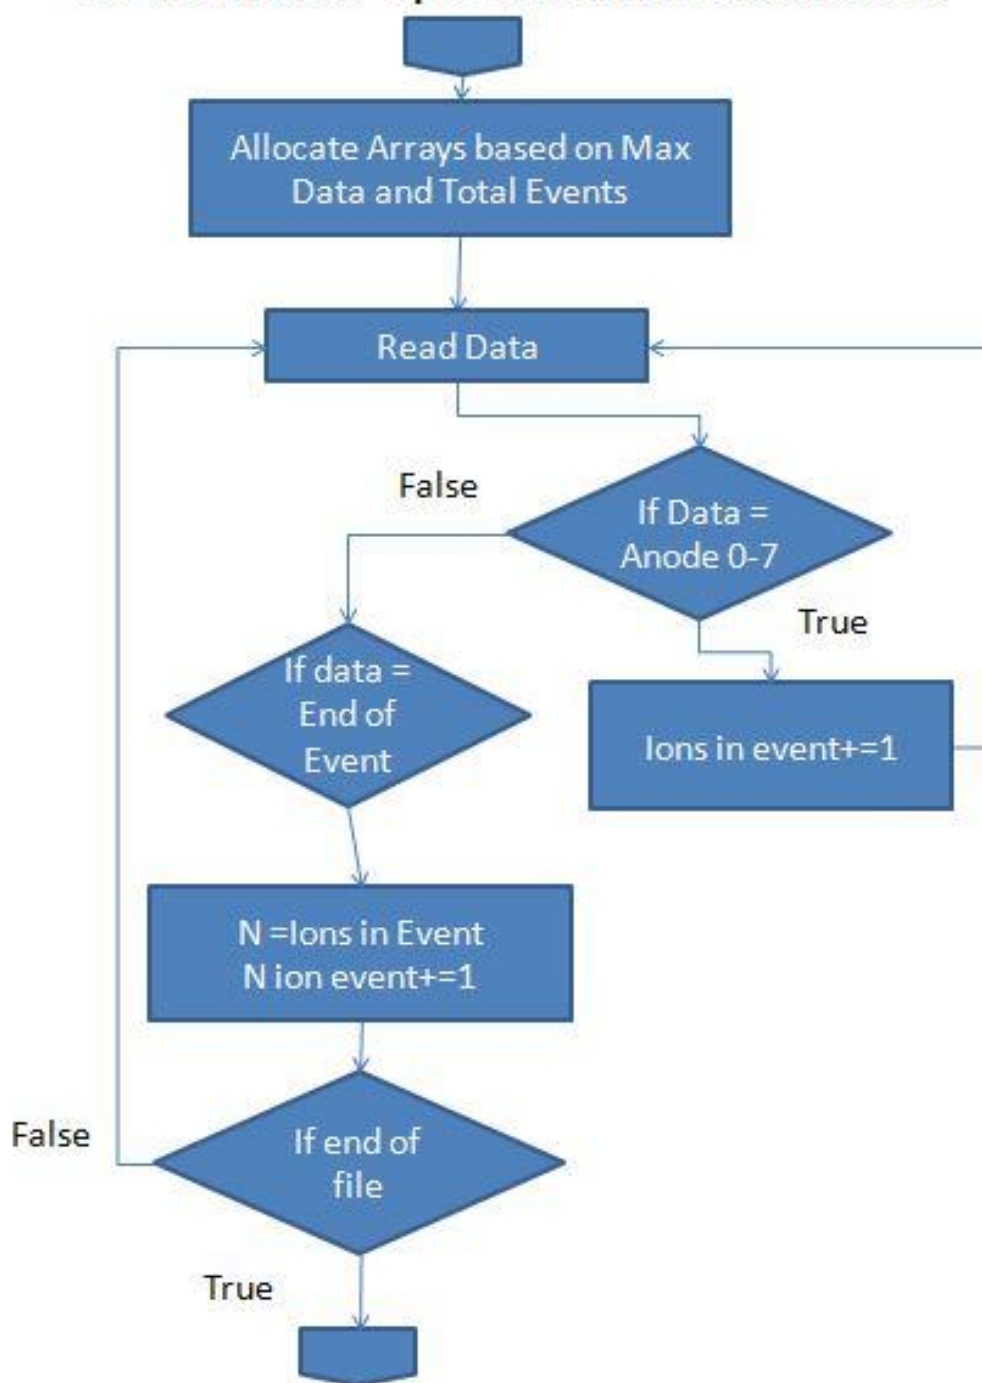 Allocate Arrays based on Max
Data and Total Events
Read Data
False
If Data =
Anode 0-7
True
If data =
End of
Event
Ions in event+=1
N =Ions in Event
N ion event+=1
False
If end of
file
True